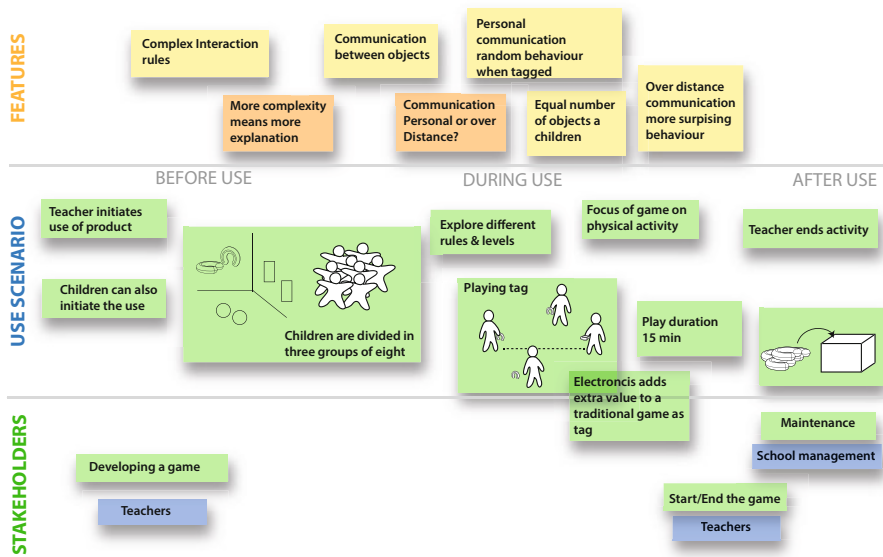 FEATURES
Complex Interaction
rules
More complexity
means more
explanation
Communication
between objects
Communication
Personal or over
Distance?
Personal
communication
random behaviour
when tagged
Equal number
of objects a
children
Over distance
communication
more surpising
behaviour
USE SCENARIO
BEFORE USE
DURING USE
AFTER USE
Teacher initiates
use of product
Children can also
initiate the use
Children are divided in
three groups of eight
Explore different
rules & levels
Focus of game on
physical activity
Playing tag
Play duration
15 min
Electroncis adds
extra value to a
traditional game as
tag
Teacher ends activity
STAKEHOLDERS
Developing a game
Teachers
Maintenance
School management
Start/End the game
Teachers